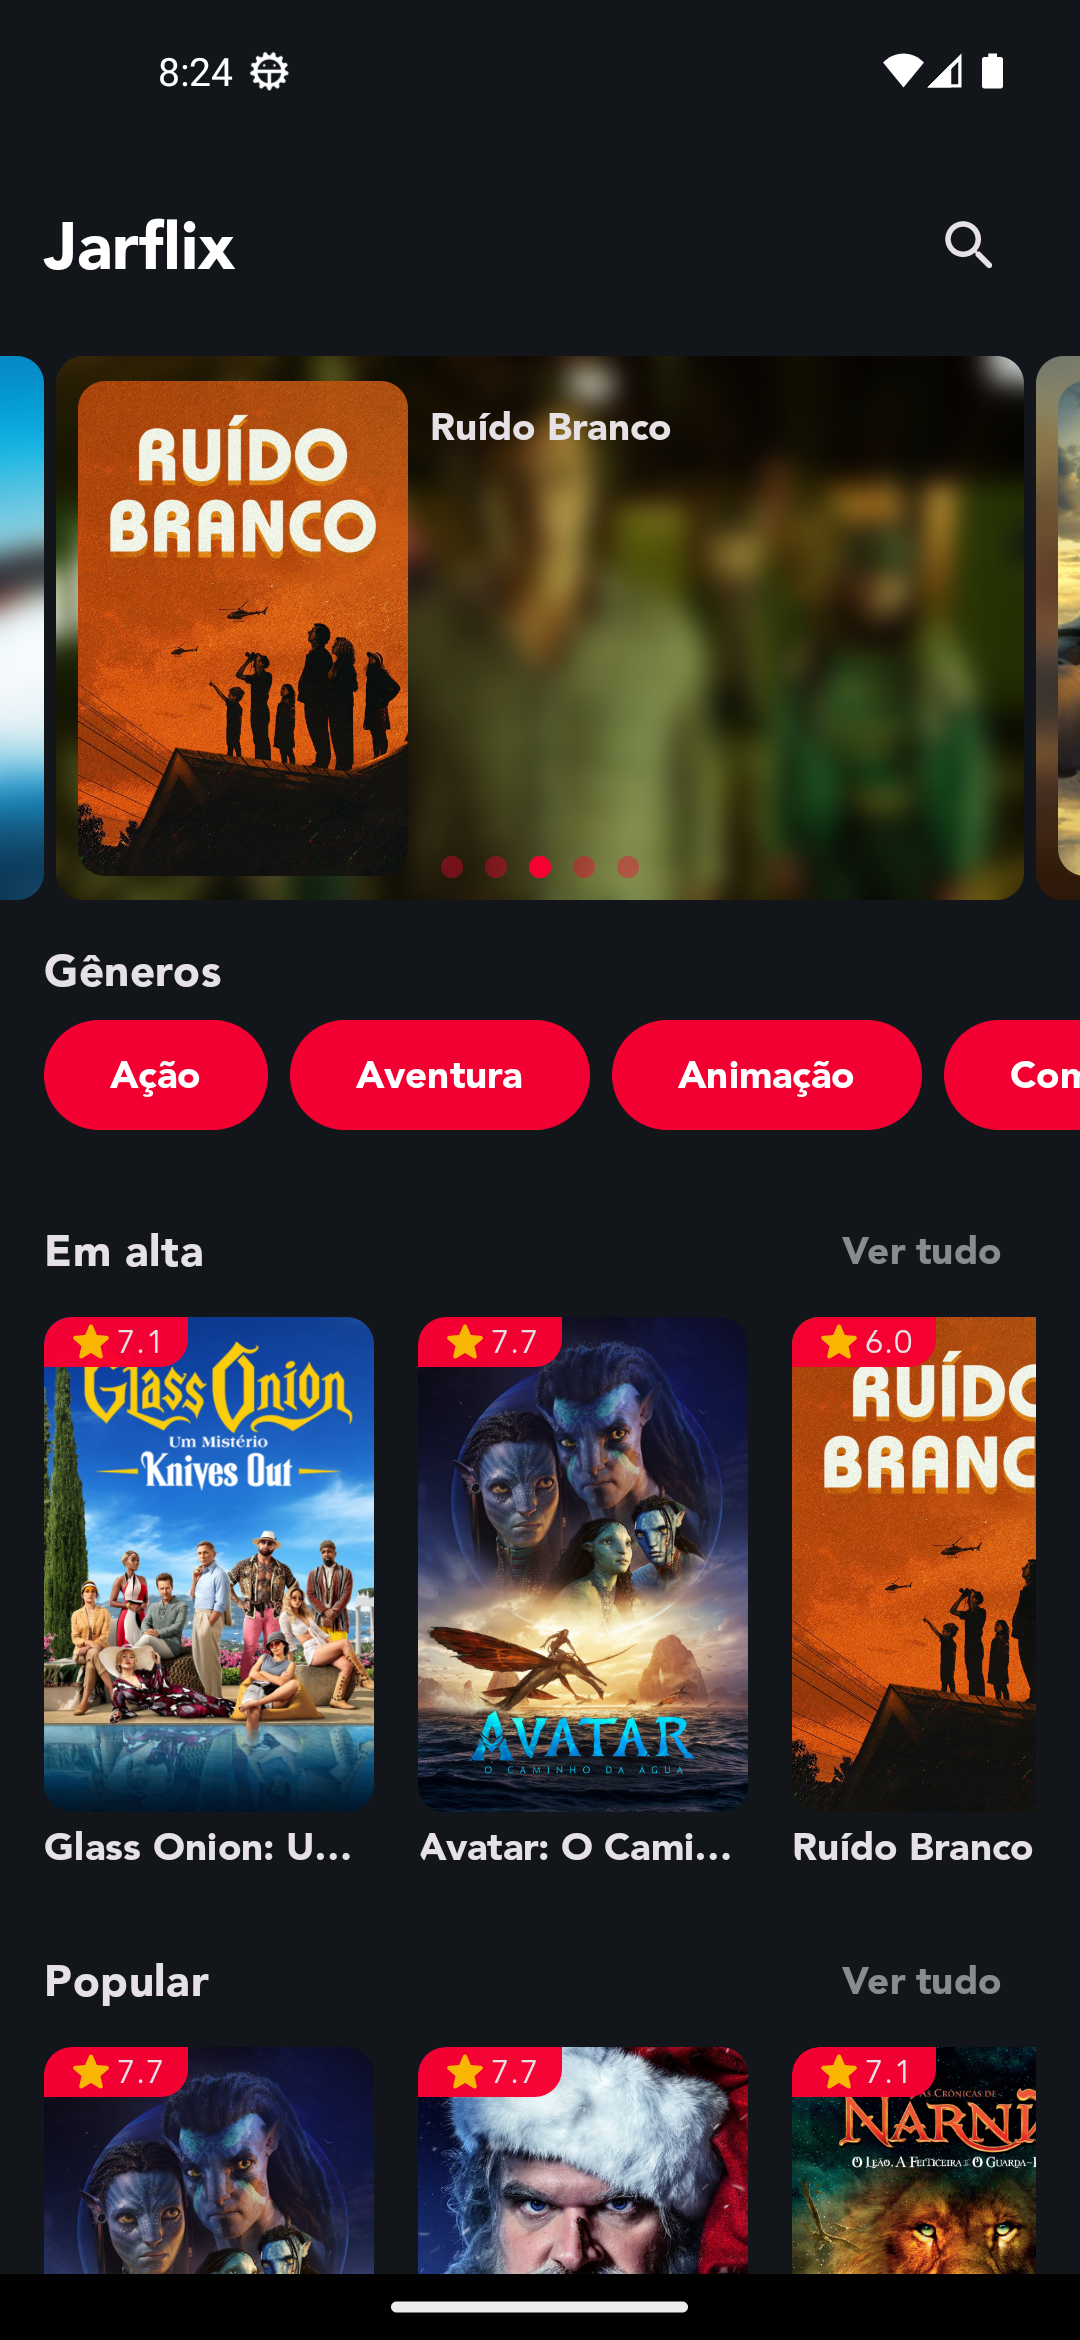 8:24
Jarflix
RUÍDO
BRANCO
Ruído Branco
Gêneros
Ação
Aventura
Animação
Com
Em alta
Ver tudo
7.1
Glass Onion
Um Mistério
Knives Out
Glass Onion: U...
7.7
AVATAR
O CAMINHO DA ÁGUA
Avatar: O Cami...
6.0
RUÍDO
BRANC
Ruído Branco
Popular
Ver tudo
7.7
7.7
7.1
AS CRÔNICAS DE
NÁRNI
O LEÃO, A FEITICEIRA E O GUARDA-